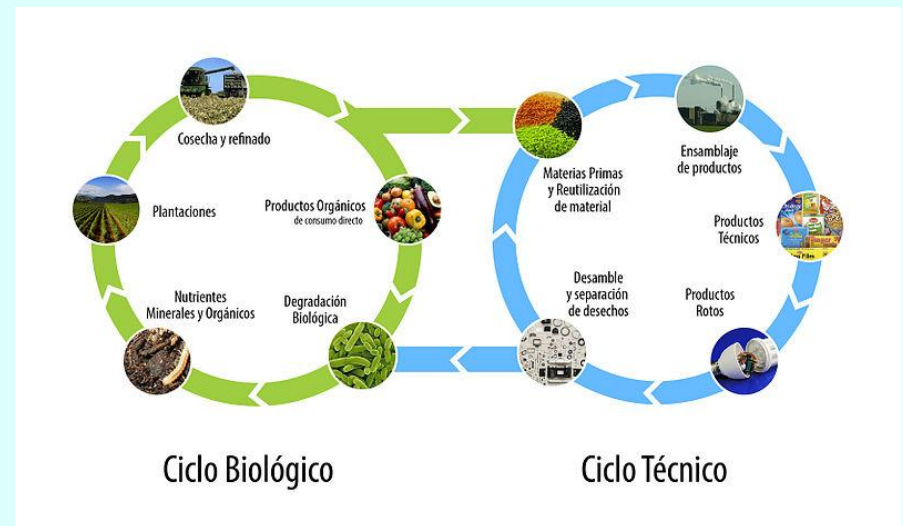 Cosecha y refinado
Plantaciones
Productos Orgánicos
de consumo directo
Nutrientes
Minerales y Orgánicos
Degradación
Biológica
Materias Primas
y Reutilización
de material
Ensamblaje
de productos
Productos
Técnicos
Desamble
y separación
de desechos
Productos
Rotos
Ciclo Biológico
Ciclo Técnico